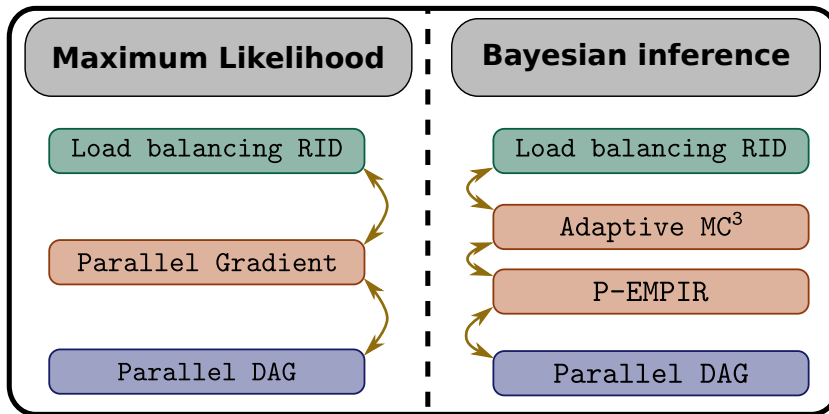 Maximum Likelihood
Load balancing RID
Parallel Gradient
Parallel DAG
Bayesian inference
Load balancing RID
Adaptive MC³
P-EMPIR
Parallel DAG